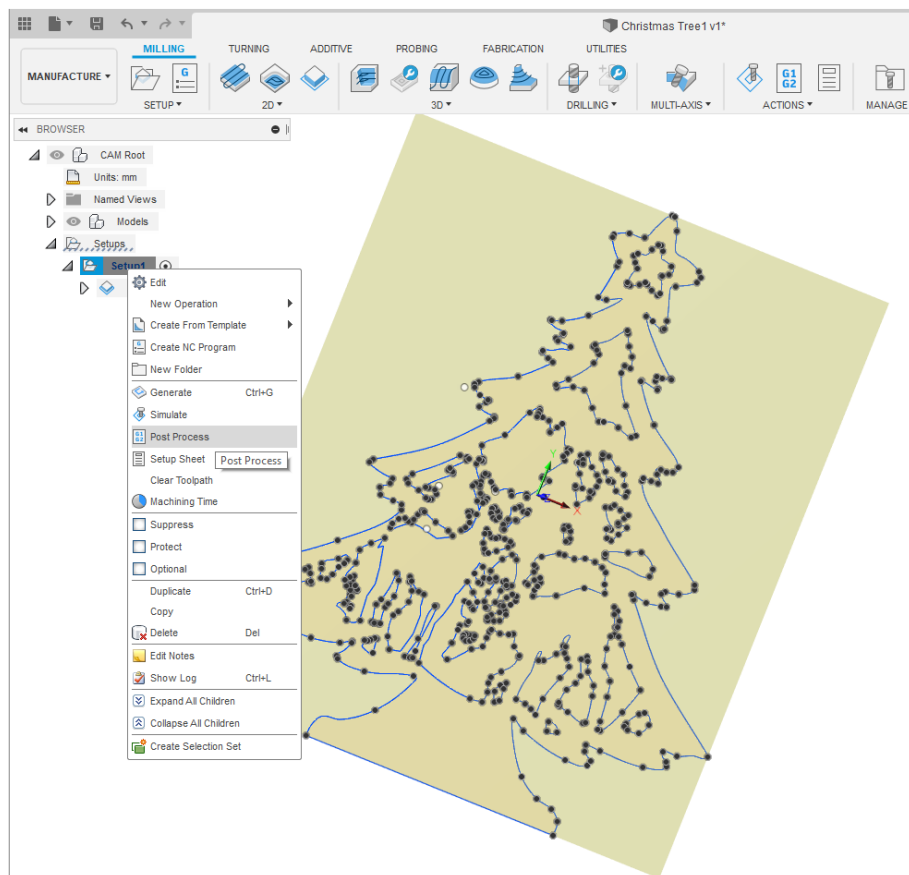 Christmas Tree1 v1*
MILLING TURNING ADDITIVE PROBING FABRICATION UTILITIES
MANUFACTURE ▾
G
G1
G2
SETUP ▾ 2D ▾ 3D ▾ DRILLING ▾ MULTI-AXIS ▾ ACTIONS ▾ MANAGE
BROWSER
CAM Root
Units: mm
Named Views
Models
Setups
Setup1
Edit
New Operation
Create From Template
Create NC Program
New Folder
Generate Ctrl+G
Simulate
Post Process
Setup Sheet
Post Process
Clear Toolpath
Machining Time
Suppress
Protect
Optional
Duplicate Ctrl+D
Copy
Delete Del
Edit Notes
Show Log Ctrl+L
Expand All Children
Collapse All Children
Create Selection Set
Y
Z
X